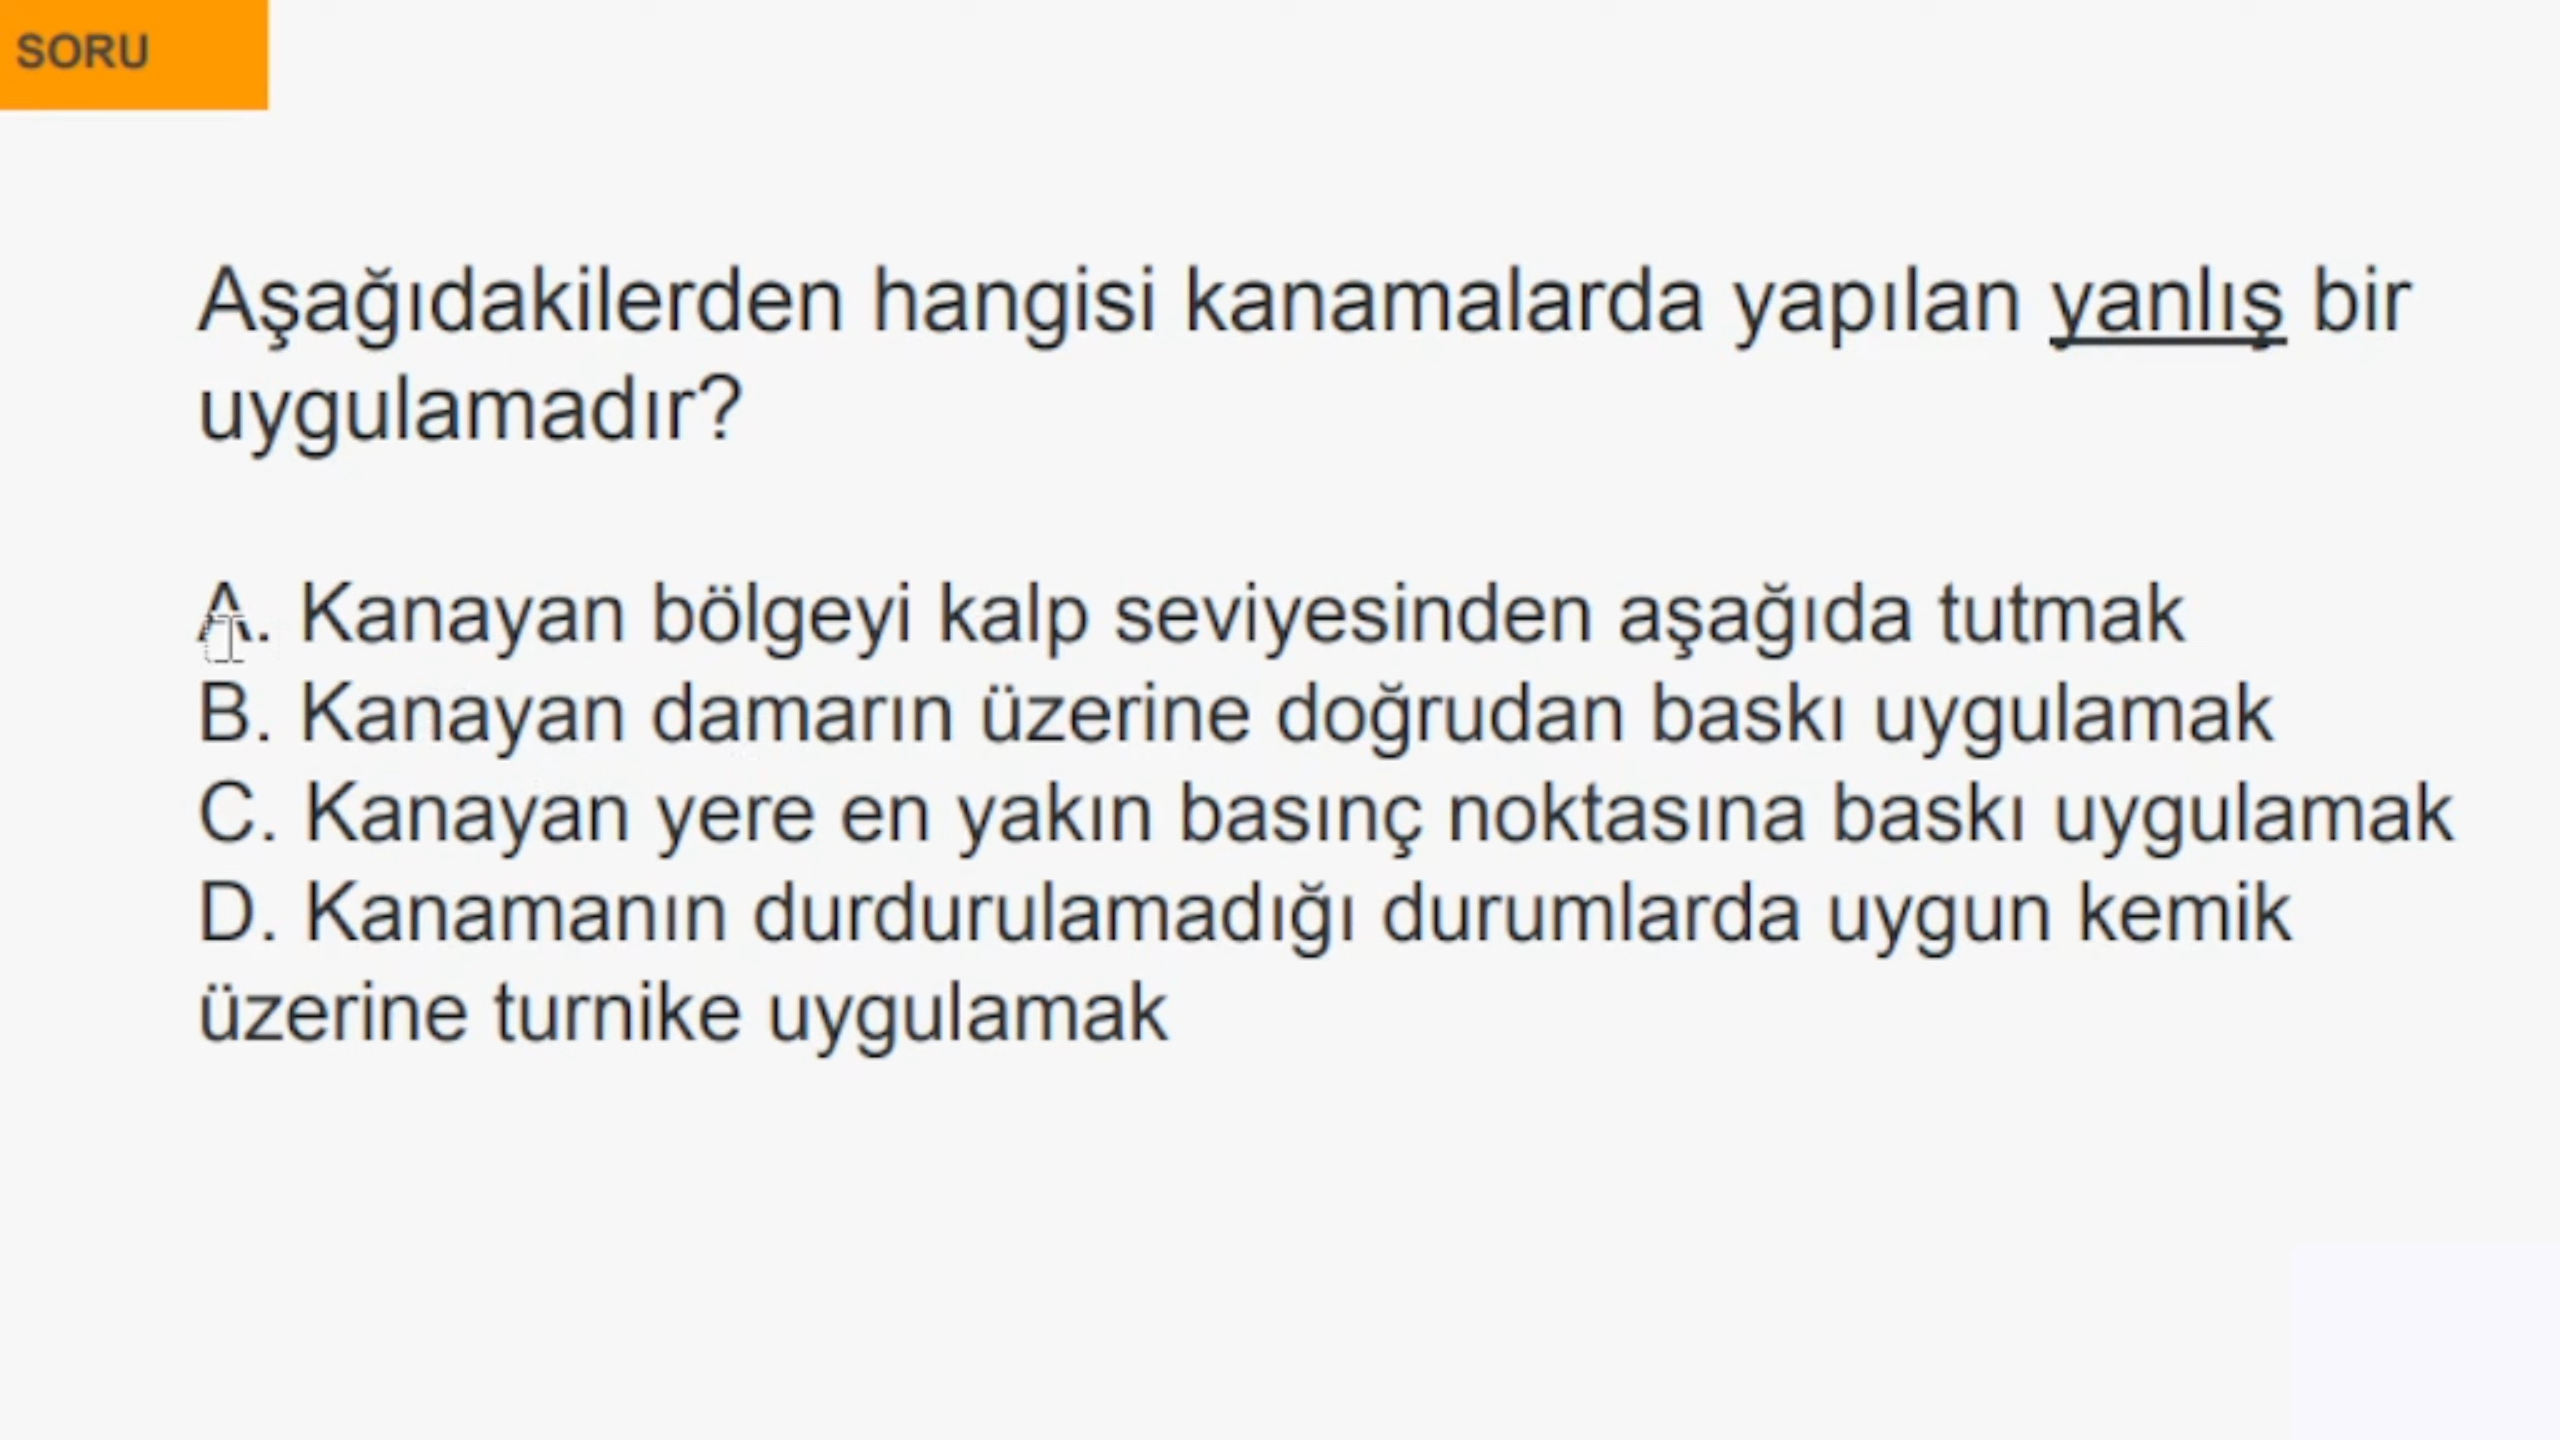 SORU
Aşağıdakilerden hangisi kanamalarda yapılan yanlış bir
uygulamadır?
A. Kanayan bölgeyi kalp seviyesinden aşağıda tutmak
B. Kanayan damarın üzerine doğrudan baskı uygulamak
C. Kanayan yere en yakın basınç noktasına baskı uygulamak
D. Kanamanın durdurulamadığı durumlarda uygun kemik
üzerine turnike uygulamak